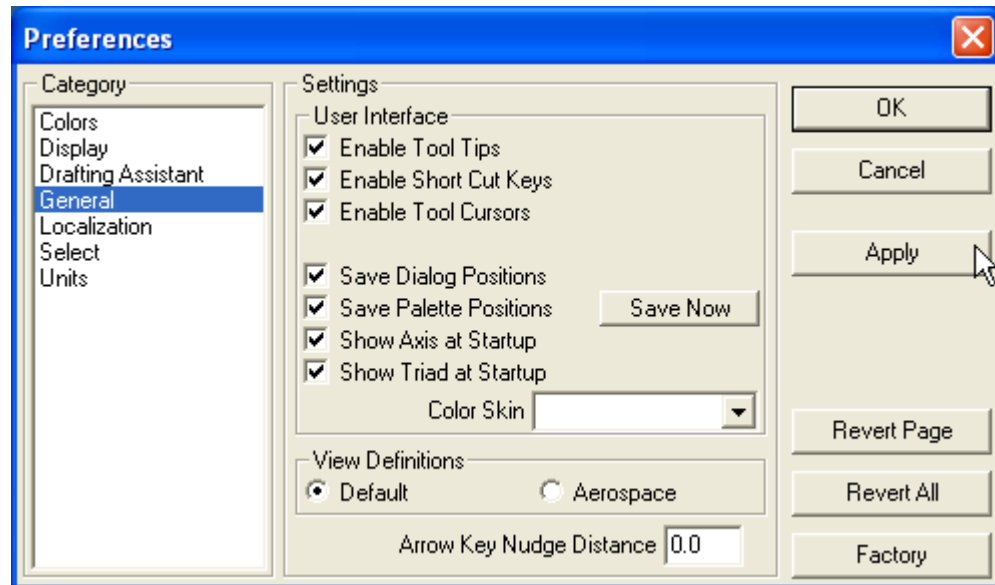 Preferences
Category
Colors
Display
Drafting Assistant
General
Localization
Select
Units
Settings
User Interface
Enable Tool Tips
Enable Short Cut Keys
Enable Tool Cursors
Save Dialog Positions
Save Palette Positions
Save Now
Show Axis at Startup
Show Triad at Startup
Color Skin
View Definitions
Default
Aerospace
Arrow Key Nudge Distance 0.0
OK
Cancel
Apply
Revert Page
Revert All
Factory